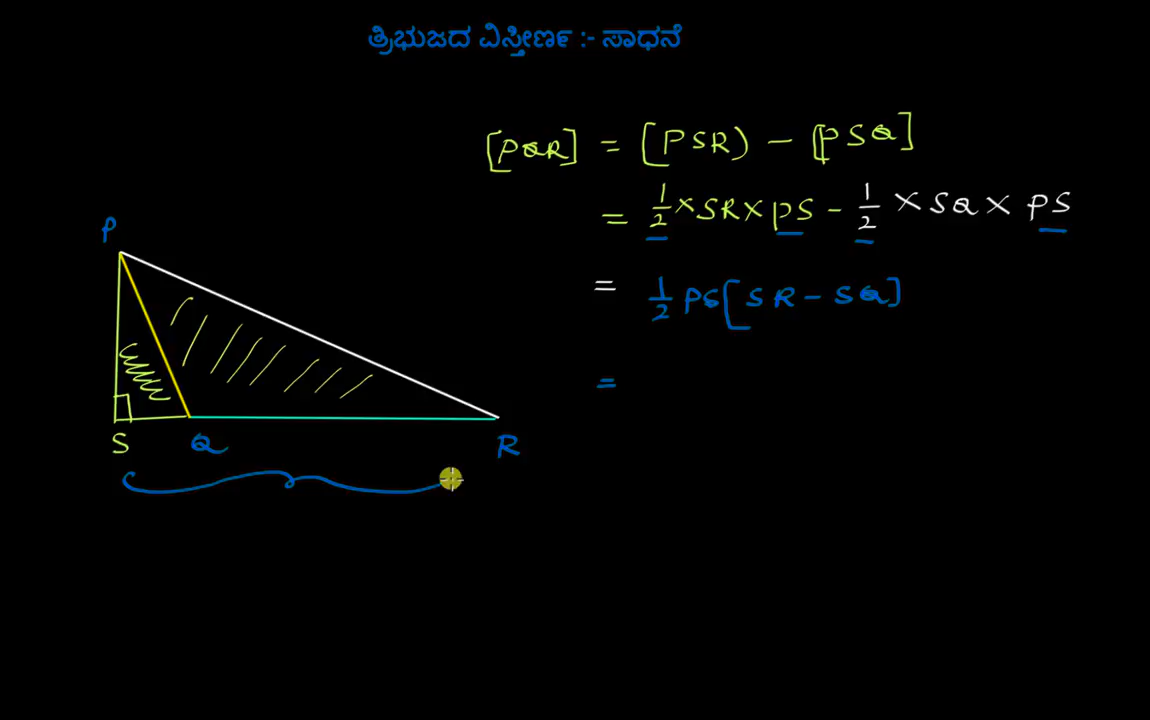 ತ್ರಿಭುಜದ ವಿಸ್ತೀರ್ಣ :- ಸಾಧನೆ
[PQR] = [PSR) - [PSQ]
= 1/2 × SR × PS - 1/2 × SQ × PS
= 1/2 PS [SR - SQ]
=
P
S Q R